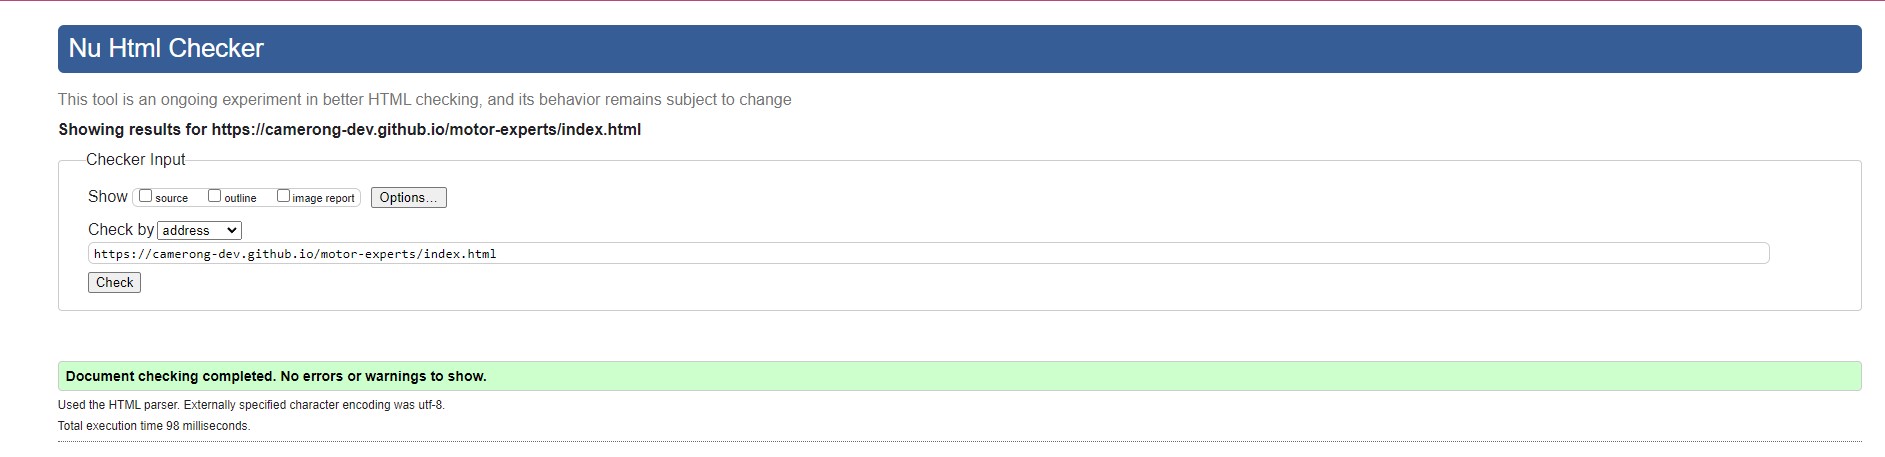 Nu Html Checker
This tool is an ongoing experiment in better HTML checking, and its behavior remains subject to change
Showing results for https://camerong-dev.github.io/motor-experts/index.html
Checker Input
Show source outline image report Options...
Check by address
https://camerong-dev.github.io/motor-experts/index.html
Check
Document checking completed. No errors or warnings to show.
Used the HTML parser. Externally specified character encoding was utf-8.
Total execution time 98 milliseconds.